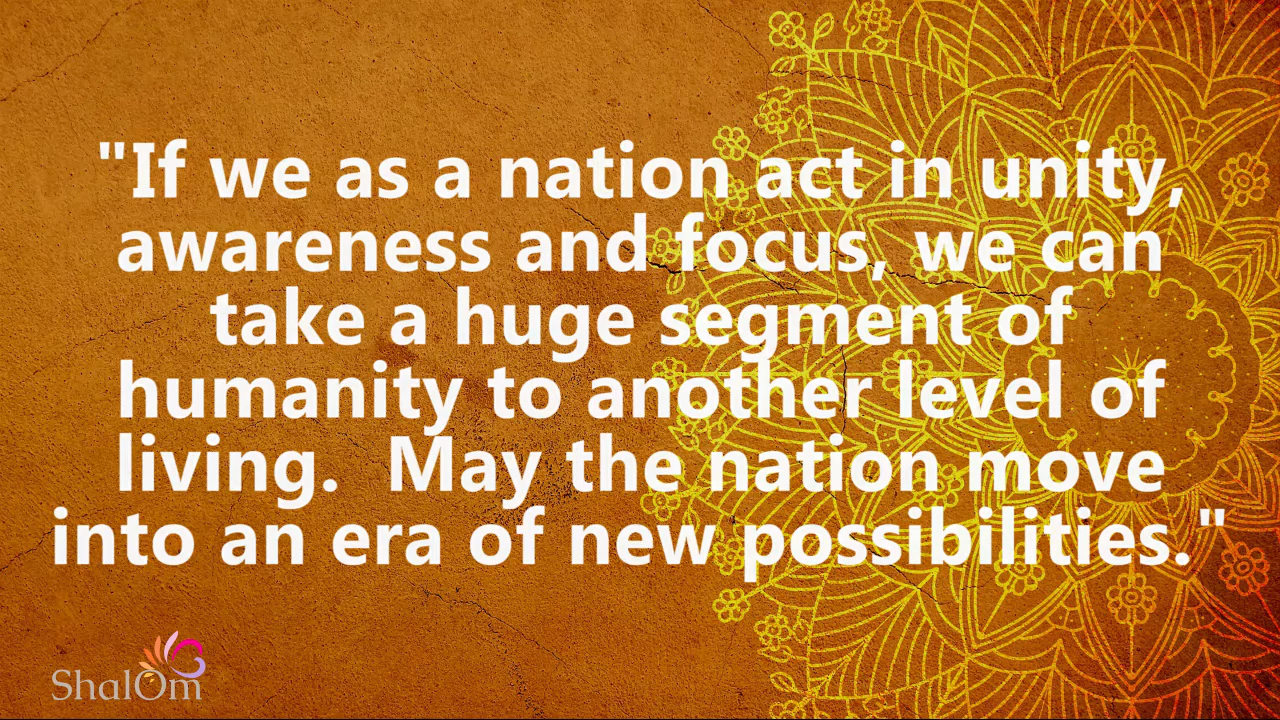 "If we as a nation act in unity,
awareness and focus, we can
take a huge segment of
humanity to another level of
living.  May the nation move
into an era of new possibilities."
ShalOm